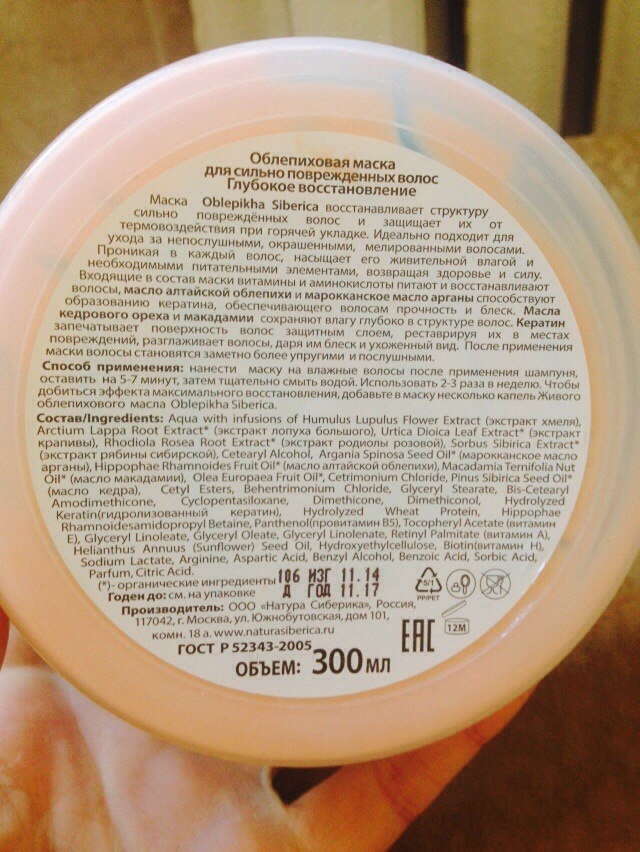 Облепиховая маска
для сильно поврежденных волос
Глубокое восстановление
Маска Oblepikha Siberica восстанавливает структуру
сильно повреждённых волос и защищает их от
термовоздействия при горячей укладке. Идеально подходит для
ухода за непослушными, окрашенными, мелированными волосами.
Проникая в каждый волос, насыщает его живительной влагой и
необходимыми питательными элементами, возвращая здоровье и силу.
Входящие в состав маски витамины и аминокислоты питают и восстанавливают
волосы, масло алтайской облепихи и марокканское масло арганы способствуют
образованию кератина, обеспечивающего волосам прочность и блеск. Масла
кедрового ореха и макадамии сохраняют влагу глубоко в структуре волос. Кератин
запечатывает поверхность волос защитным слоем, реставрируя их в местах
повреждений, разглаживает волосы, даря им блеск и ухоженный вид. После применения
маски волосы становятся заметно более упругими и послушными.
Способ применения: нанести маску на влажные волосы после применения шампуня,
оставить на 5-7 минут, затем тщательно смыть водой. Использовать 2-3 раза в неделю. Чтобы
добиться эффекта максимального восстановления, добавьте в маску несколько капель Живого
облепихового масла Oblepikha Siberica.
Состав/Ingredients: Aqua with infusions of Humulus Lupulus Flower Extract (экстракт хмеля),
Arctium Lappa Root Extract* (экстракт лопуха большого), Urtica Dioica Leaf Extract* (экстракт
крапивы), Rhodiola Rosea Root Extract* (экстракт родиолы розовой), Sorbus Sibirica Extract*
(экстракт рябины сибирской), Cetearyl Alcohol, Argania Spinosa Seed Oil* (марокканское масло
арганы), Hippophae Rhamnoides Fruit Oil* (масло алтайской облепихи), Macadamia Ternifolia Nut
Oil* (масло макадамии), Olea Europaea Fruit Oil*, Cetrimonium Chloride, Pinus Sibirica Seed Oil*
(масло кедра), Cetyl Esters, Behentrimonium Chloride, Glyceryl Stearate, Bis-Cetearyl
Amodimethicone, Cyclopentasiloxane, Dimethicone, Dimethiconol, Hydrolyzed
Keratin(гидролизованный кератин), Hydrolyzed Wheat Protein, Hippophae
Rhamnoidesamidopropyl Betaine, Panthenol(провитамин B5), Tocopheryl Acetate (витамин
E), Glyceryl Linoleate, Glyceryl Oleate, Glyceryl Linolenate, Retinyl Palmitate (витамин A),
Helianthus Annuus (Sunflower) Seed Oil, Hydroxyethylcellulose, Biotin(витамин H),
Sodium Lactate, Arginine, Aspartic Acid, Benzyl Alcohol, Benzoic Acid, Sorbic Acid,
Parfum, Citric Acid.
(*)- органические ингредиенты
106 ИЗГ 11.14
Д ГОД 11.17
Годен до: см. на упаковке
Производитель: ООО «Натура Сиберика», Россия,
117042, г. Москва, ул. Южнобутовская, дом 101,
комн. 18 а. www.naturasiberica.ru
ГОСТ Р 52343-2005
ОБЪЕМ: 300 мл
5/1
PP/PET
12M
EAC